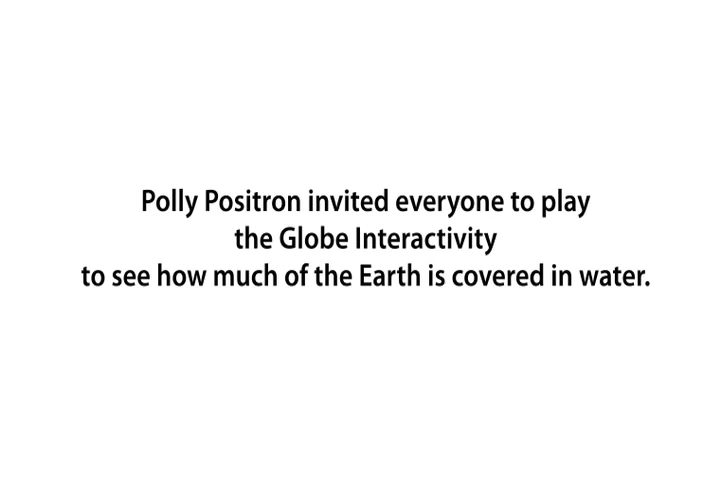 Polly Positron invited everyone to play
the Globe Interactivity
to see how much of the Earth is covered in water.